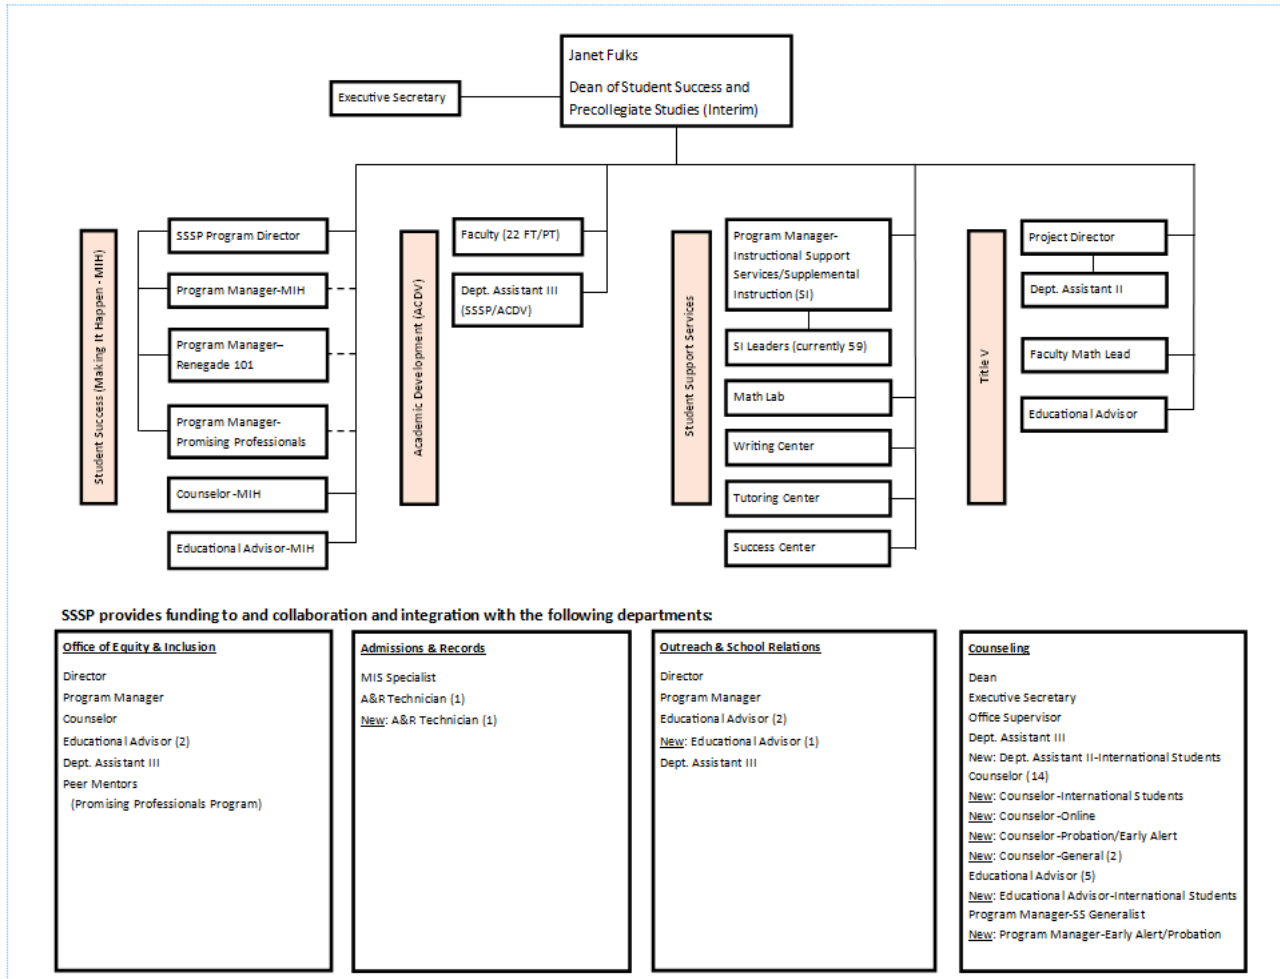 Janet Fulks
Dean of Student Success and
Precollegiate Studies (Interim)
Executive Secretary
Student Success (Making It Happen - MIH)
SSSP Program Director
Program Manager-MIH
Program Manager–
Renegade 101
Program Manager-
Promising Professionals
Counselor-MIH
Educational Advisor-MIH
Academic Development (ACDV)
Faculty (22 FT/PT)
Dept. Assistant III
(SSSP/ACDV)
Student Support Services
Program Manager-
Instructional Support
Services/Supplemental
Instruction (SI)
SI Leaders (currently 59)
Math Lab
Writing Center
Tutoring Center
Success Center
Title V
Project Director
Dept. Assistant II
Faculty Math Lead
Educational Advisor
SSSP provides funding to and collaboration and integration with the following departments:
Office of Equity & Inclusion
Director
Program Manager
Counselor
Educational Advisor (2)
Dept. Assistant III
Peer Mentors
(Promising Professionals Program)
Admissions & Records
MIS Specialist
A&R Technician (1)
New: A&R Technician (1)
Outreach & School Relations
Director
Program Manager
Educational Advisor (2)
New: Educational Advisor (1)
Dept. Assistant III
Counseling
Dean
Executive Secretary
Office Supervisor
Dept. Assistant III
New: Dept. Assistant II-International Students
Counselor (14)
New: Counselor-International Students
New: Counselor-Online
New: Counselor-Probation/Early Alert
New: Counselor-General (2)
Educational Advisor (5)
New: Educational Advisor-International Students
Program Manager-SS Generalist
New: Program Manager-Early Alert/Probation